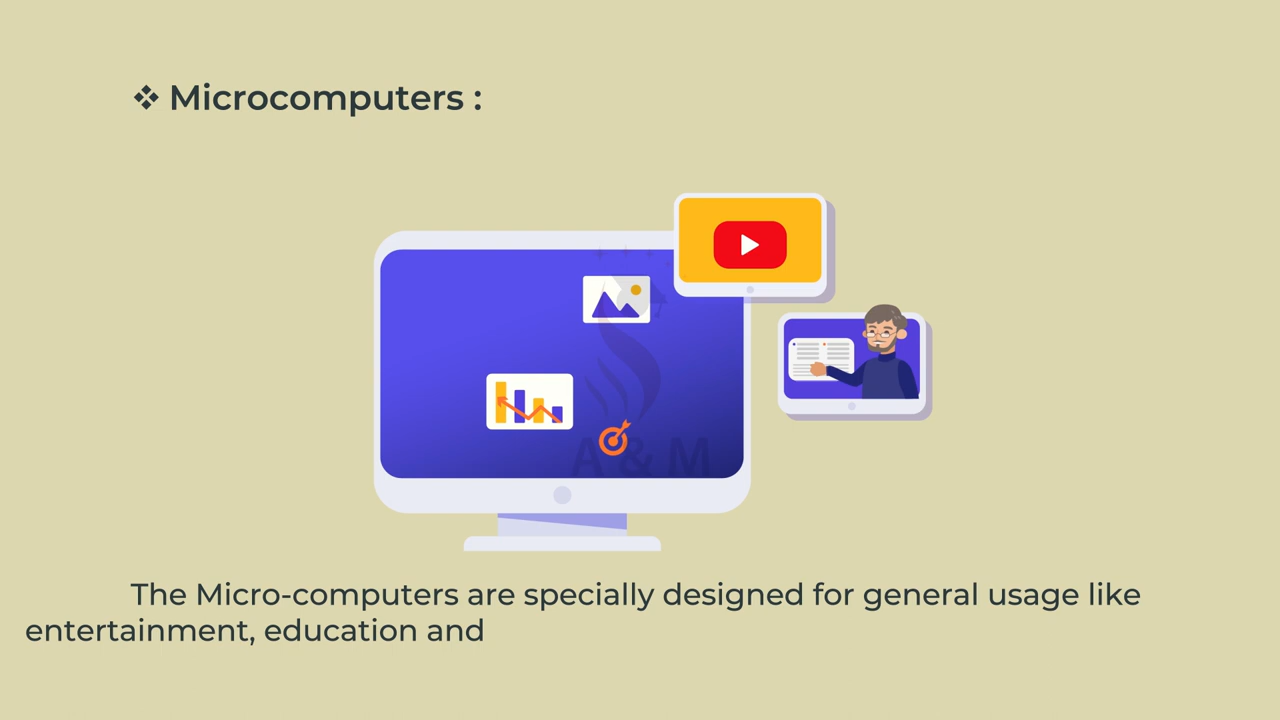 ❖ Microcomputers :
A & M
The Micro-computers are specially designed for general usage like
entertainment, education and